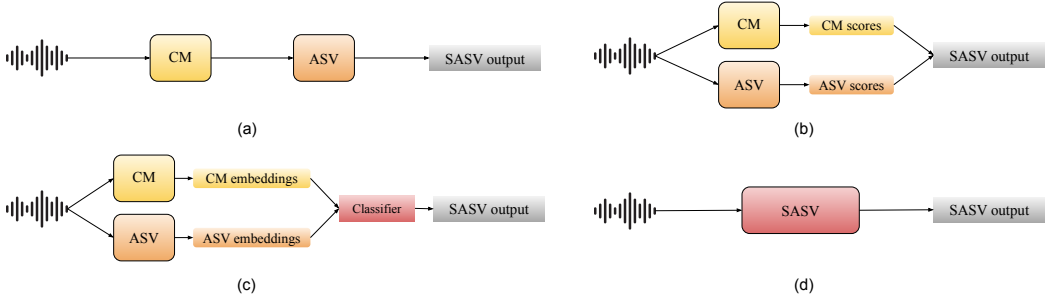 CM
ASV
SASV output
(a)
CM
CM scores
ASV
ASV scores
SASV output
(b)
CM
CM embeddings
ASV
ASV embeddings
Classifier
SASV output
(c)
SASV
SASV output
(d)